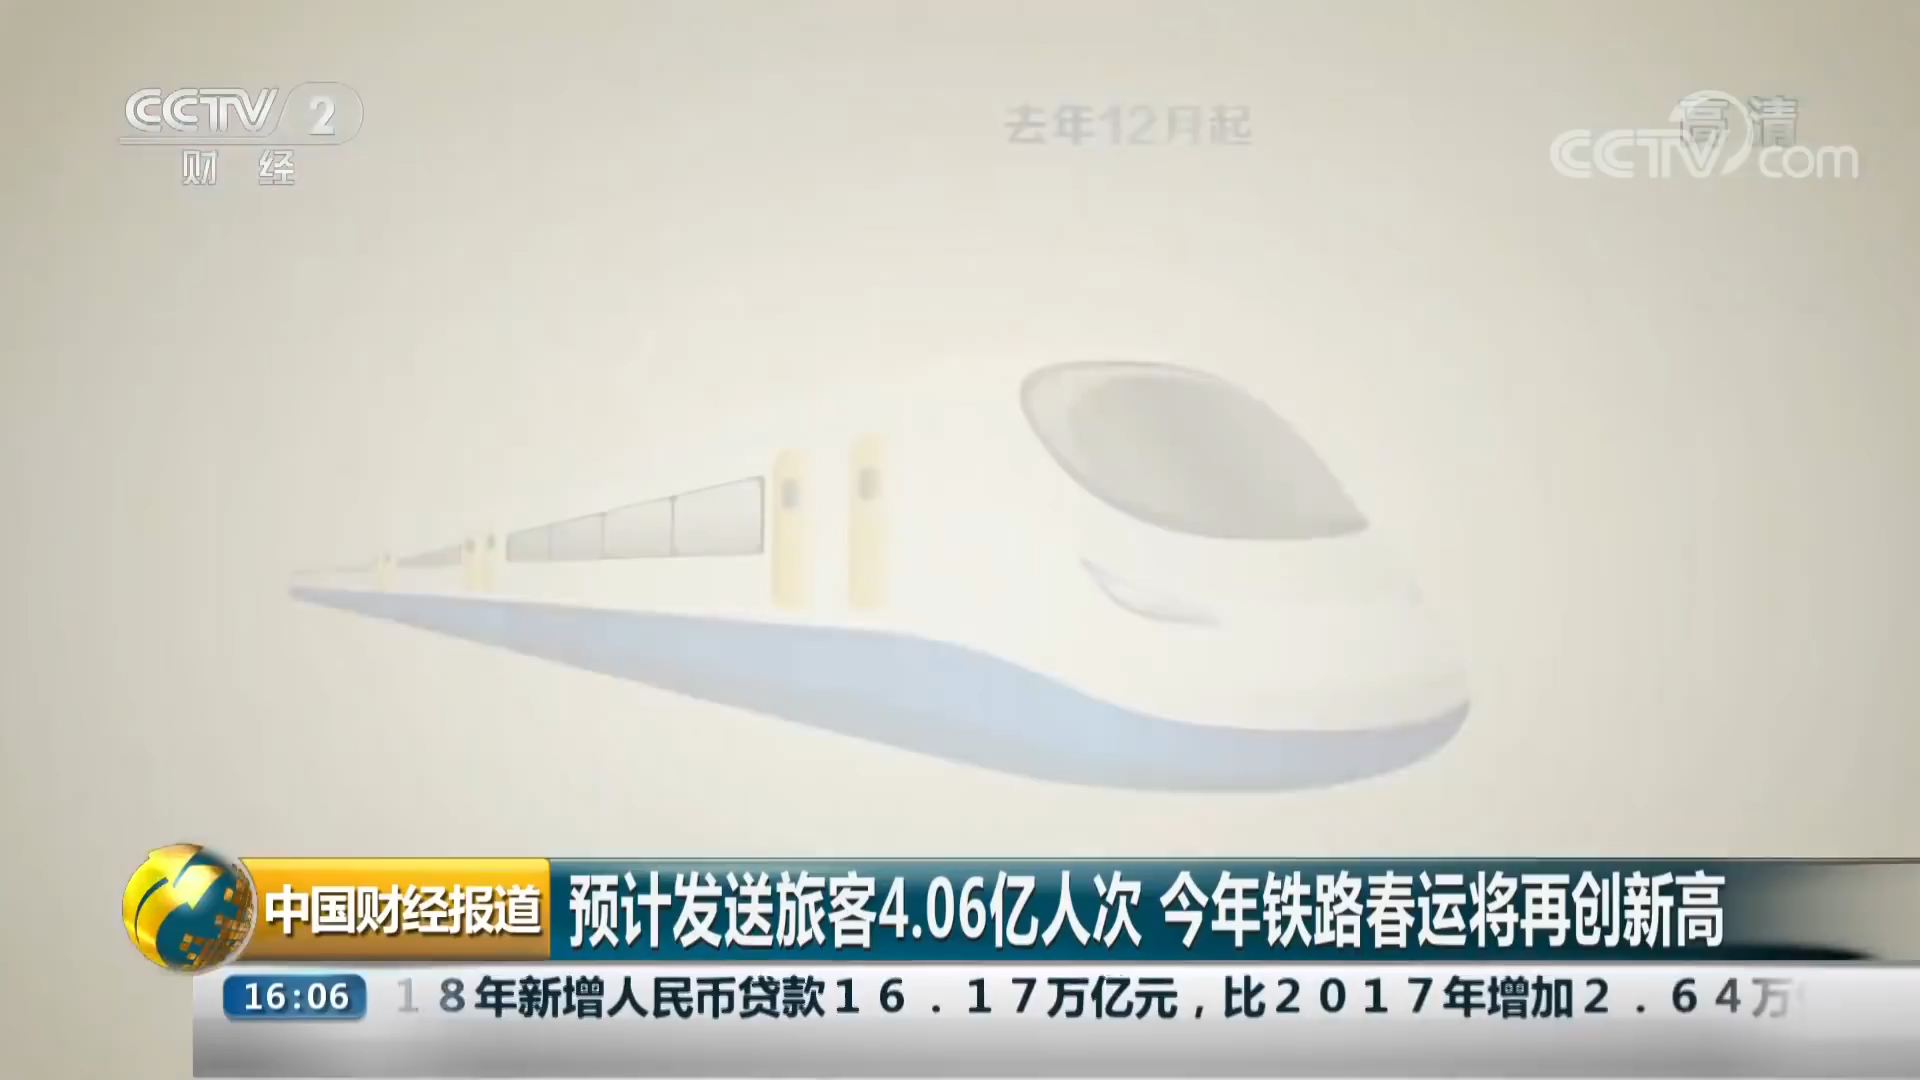 CCTV 2
财 经
去年12月起
高清
CCTV.com
中国财经报道
预计发送旅客4.06亿人次 今年铁路春运将再创新高
16:06
18年新增人民币贷款16.17万亿元，比2017年增加2.64万